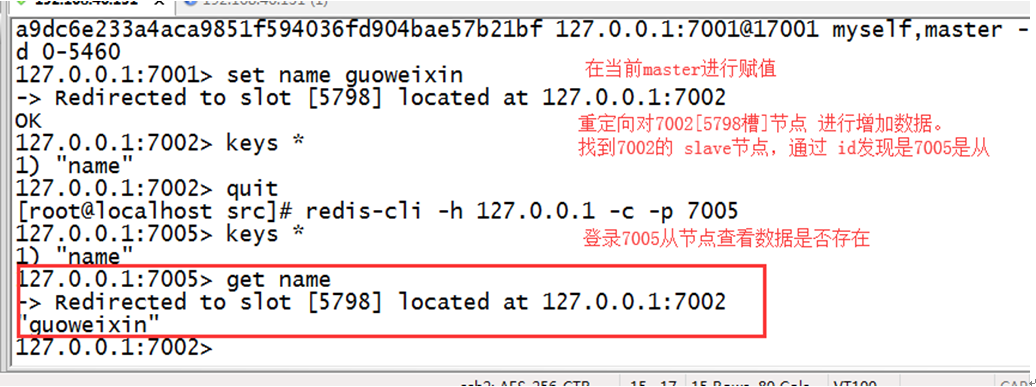 a9dc6e233a4aca9851f594036fd904bae57b21bf 127.0.0.1:7001@17001 myself,master -
d 0-5460
127.0.0.1:7001> set name guoweixin
在当前master进行赋值
-> Redirected to slot [5798] located at 127.0.0.1:7002
OK
重定向对7002[5798槽]节点 进行增加数据。
127.0.0.1:7002> keys *
找到7002的 slave节点，通过 id发现是7005是从
1) "name"
127.0.0.1:7002> quit
[root@localhost src]# redis-cli -h 127.0.0.1 -c -p 7005
127.0.0.1:7005> keys *
登录7005从节点查看数据是否存在
1) "name"
127.0.0.1:7005> get name
-> Redirected to slot [5798] located at 127.0.0.1:7002
"guoweixin"
127.0.0.1:7002>